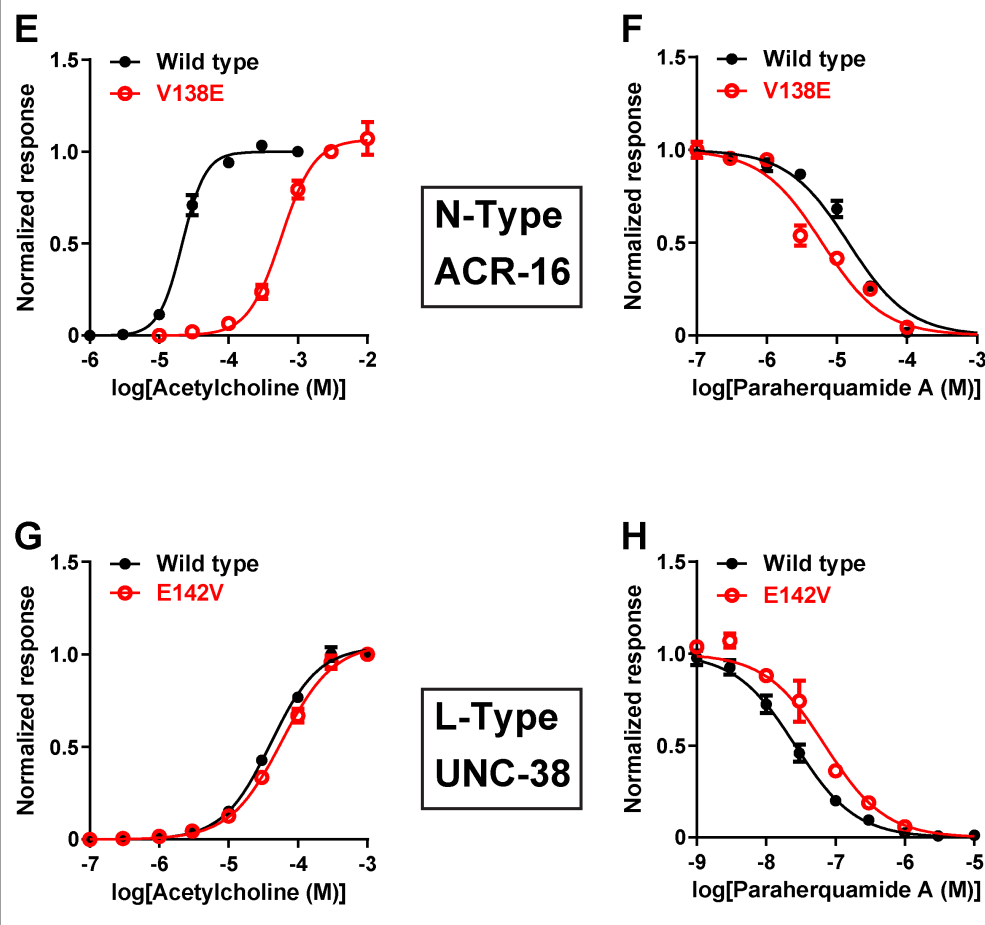 E
Wild type
V138E
Normalized response
1.5
1.0
0.5
0
-6 -5 -4 -3 -2
log[Acetylcholine (M)]
N-Type
ACR-16
F
Wild type
V138E
Normalized response
1.5
1.0
0.5
0
-7 -6 -5 -4 -3
log[Paraherquamide A (M)]
G
Wild type
E142V
Normalized response
1.5
1.0
0.5
0
-7 -6 -5 -4 -3
log[Acetylcholine (M)]
L-Type
UNC-38
H
Wild type
E142V
Normalized response
1.5
1.0
0.5
0
-9 -8 -7 -6 -5
log[Paraherquamide A (M)]